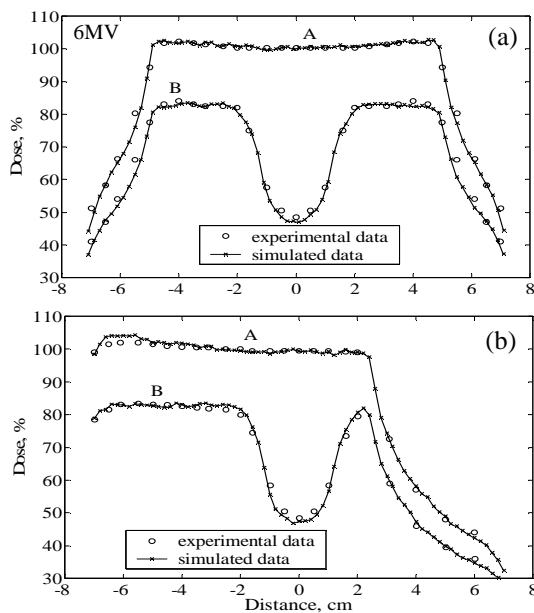 110
6MV
A
(a)
100
90
B
80
Dose, %
70
60
50
40
experimental data
simulated data
30
-8 -6 -4 -2 0 2 4 6 8
110
A
(b)
100
90
B
80
Dose, %
70
60
50
40
experimental data
simulated data
30
-8 -6 -4 -2 0 2 4 6 8
Distance, cm